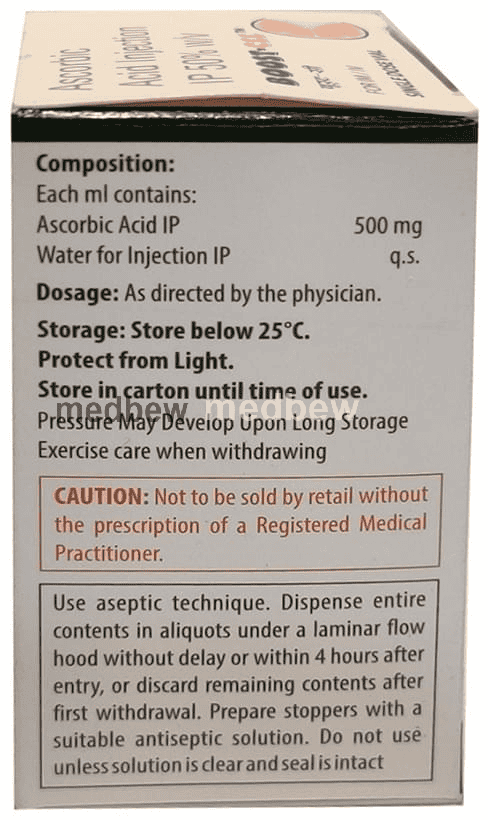 Ascorbic
Acid Injection
IP 50% w/v
FOR I.M/I.V
Composition:
Each ml contains:
Ascorbic Acid IP 500 mg
Water for Injection IP q.s.
Dosage: As directed by the physician.
Storage: Store below 25°C.
Protect from Light.
Store in carton until time of use.
medbew medbew
Pressure May Develop Upon Long Storage
Exercise care when withdrawing
CAUTION: Not to be sold by retail without
the prescription of a Registered Medical
Practitioner.
Use aseptic technique. Dispense entire
contents in aliquots under a laminar flow
hood without delay or within 4 hours after
entry, or discard remaining contents after
first withdrawal. Prepare stoppers with a
suitable antiseptic solution. Do not use
unless solution is clear and seal is intact